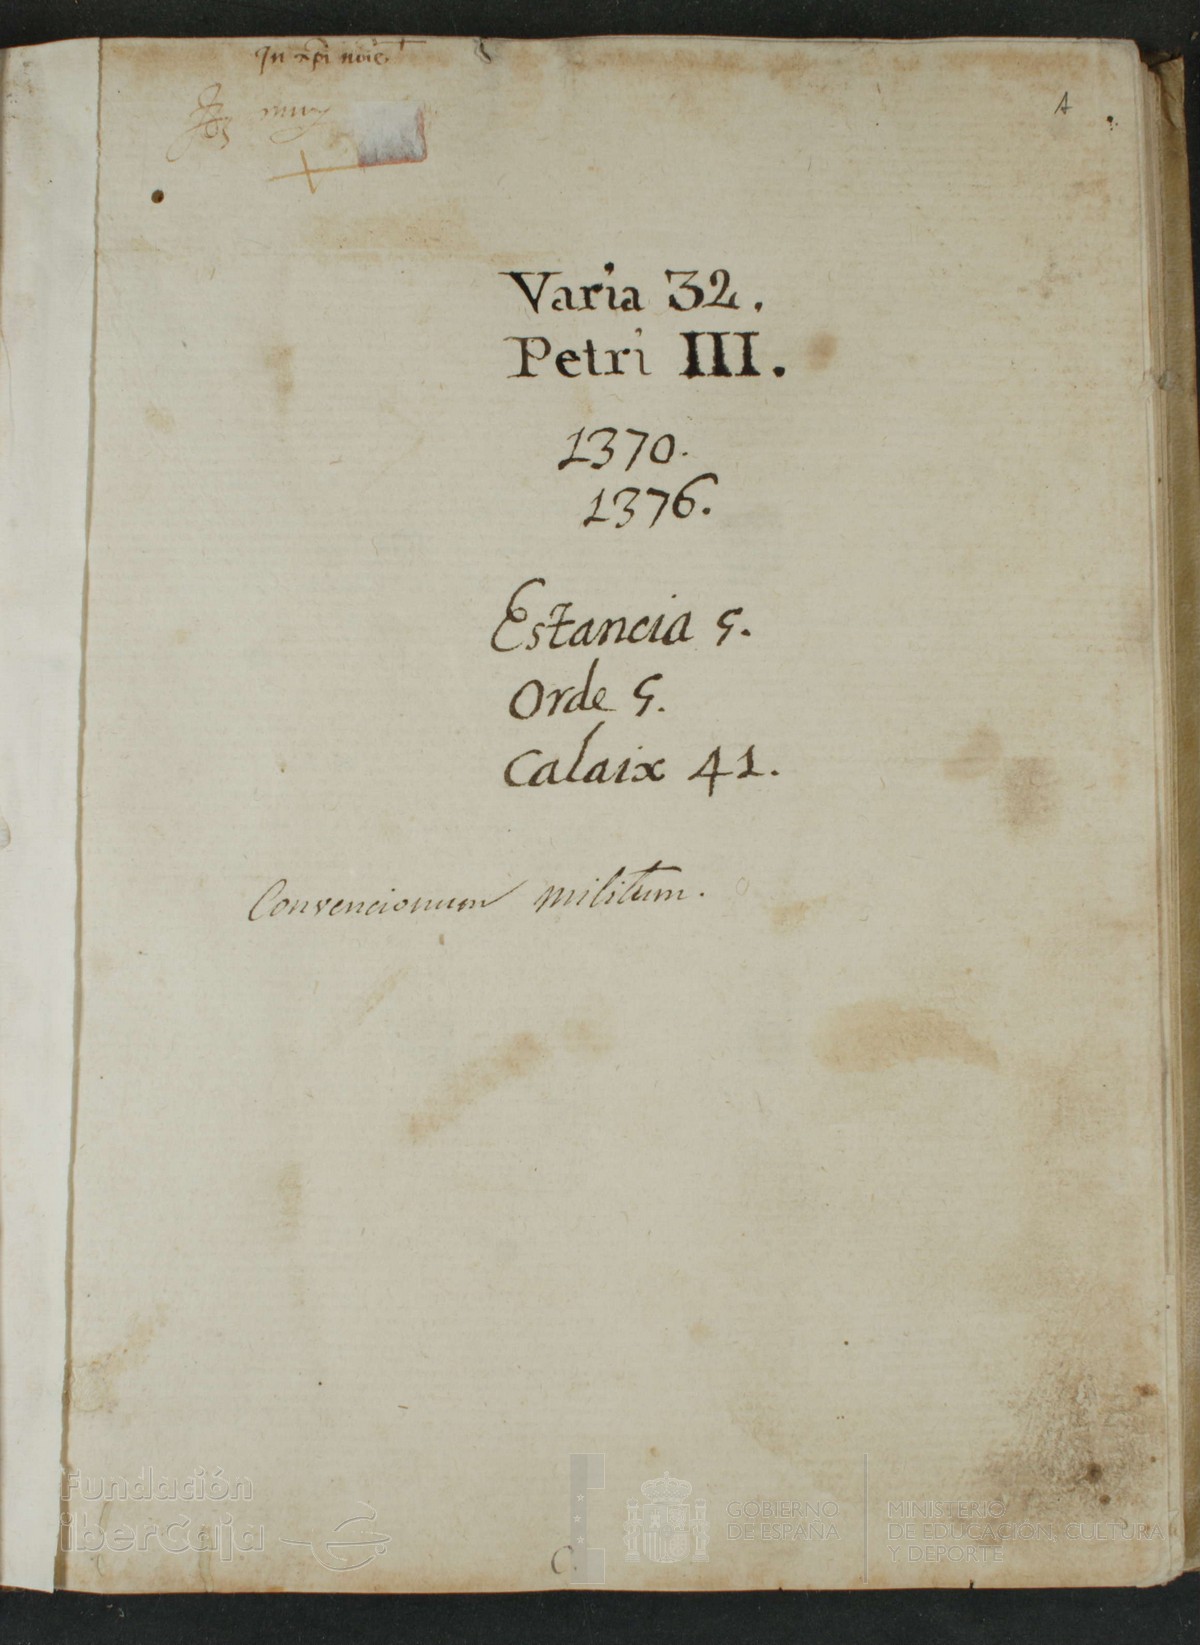 In xpi noie
A
Varia 32.
Petri III.
1370.
1376.
Estancia 5.
Orde 5.
Calaix 41.
Convencionum militum.
C.
Fundación
iberCaja
GOBIERNO
DE ESPAÑA
MINISTERIO
DE EDUCACIÓN, CULTURA
Y DEPORTE